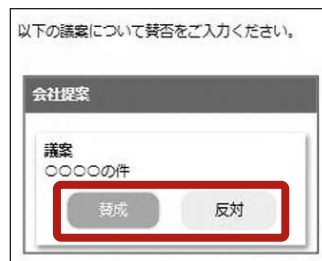 以下の議案について賛否をご入力ください。
会社提案
議案
○○○○の件
賛成
反対